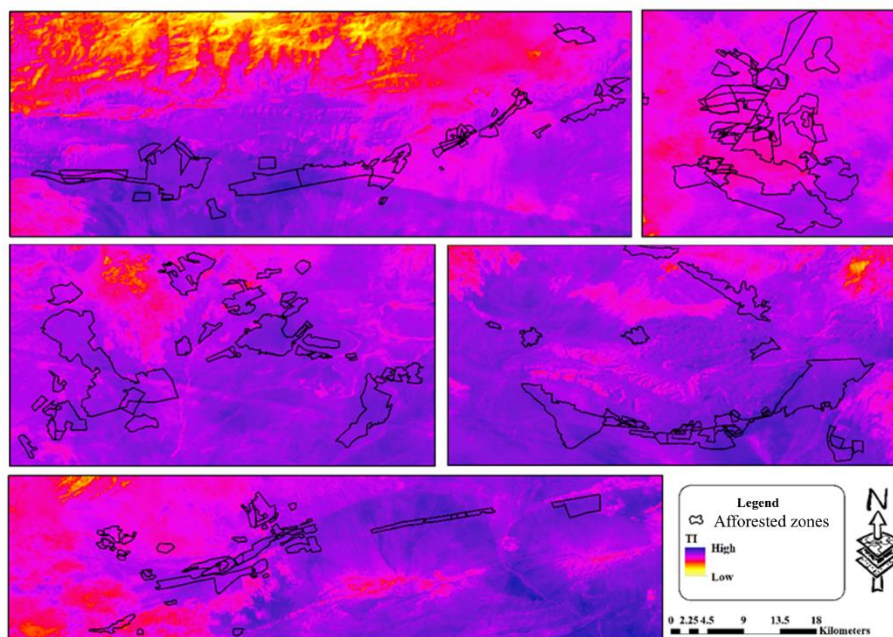 Legend
Afforested zones
TI
High
Low
N
0 2.25 4.5 9 13.5 18
Kilometers